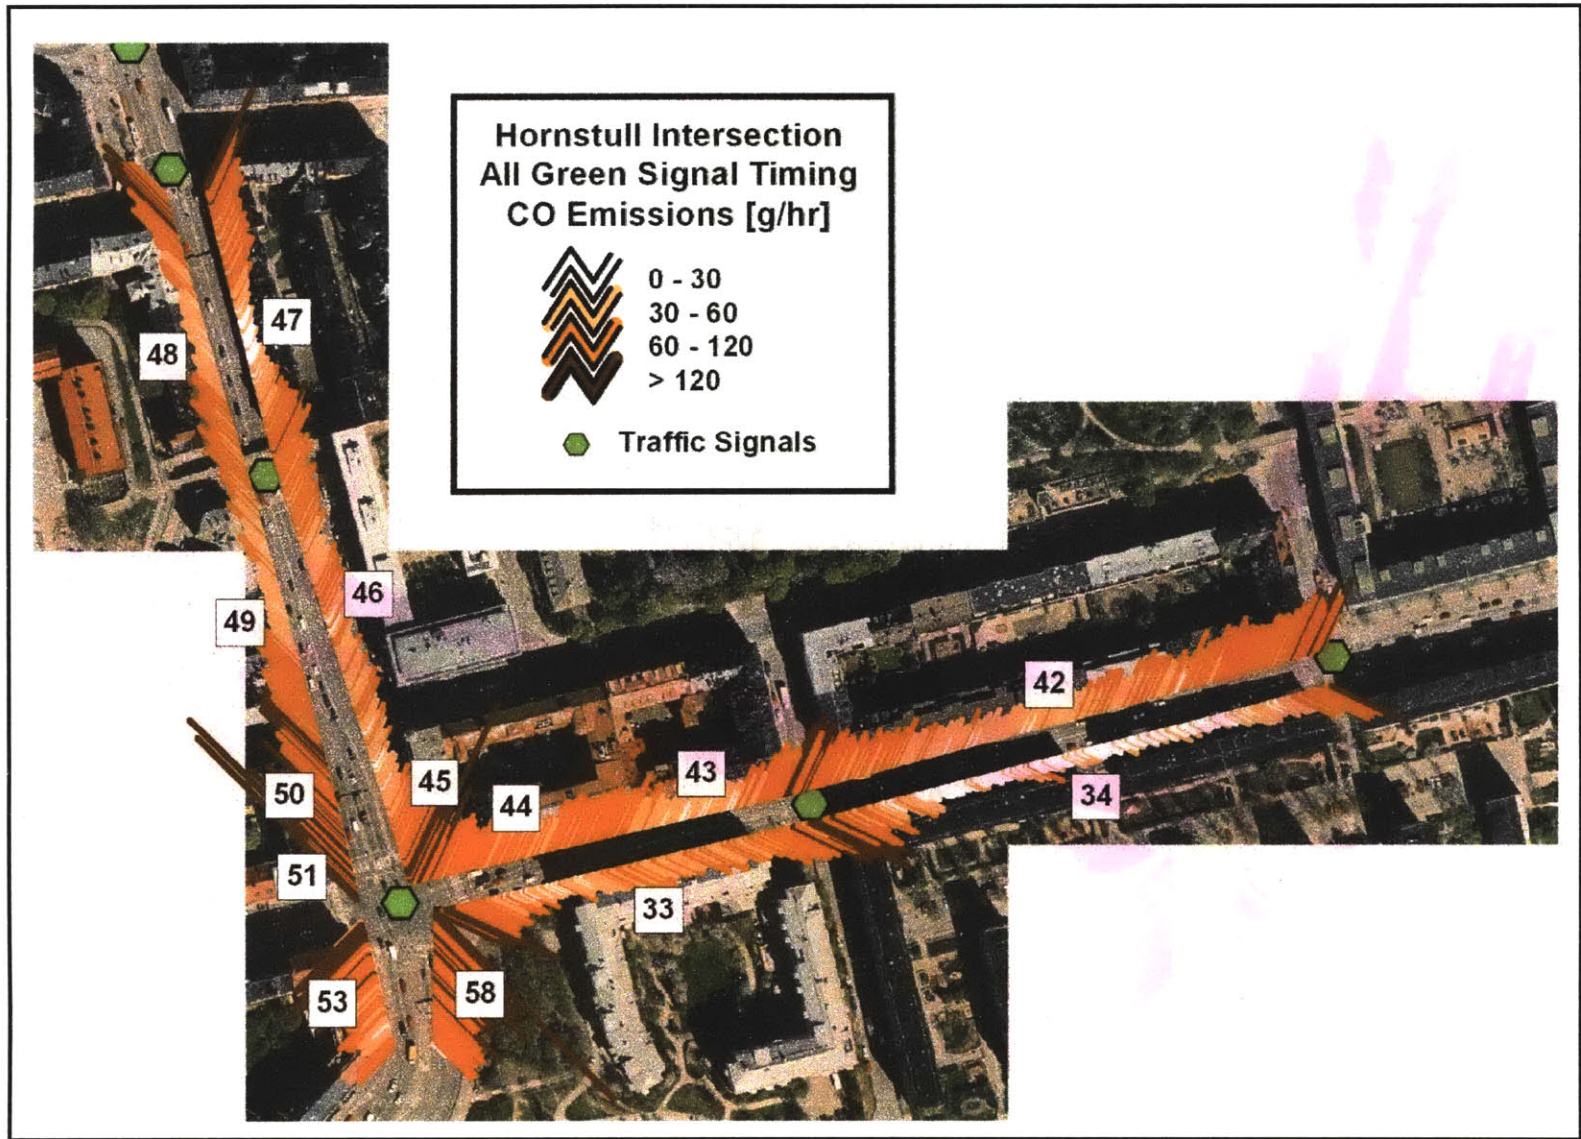 Hornstull Intersection
All Green Signal Timing
CO Emissions [g/hr]
0 - 30
30 - 60
60 - 120
> 120
Traffic Signals
47
48
46
49
42
45
43
50
44
34
51
33
53
58